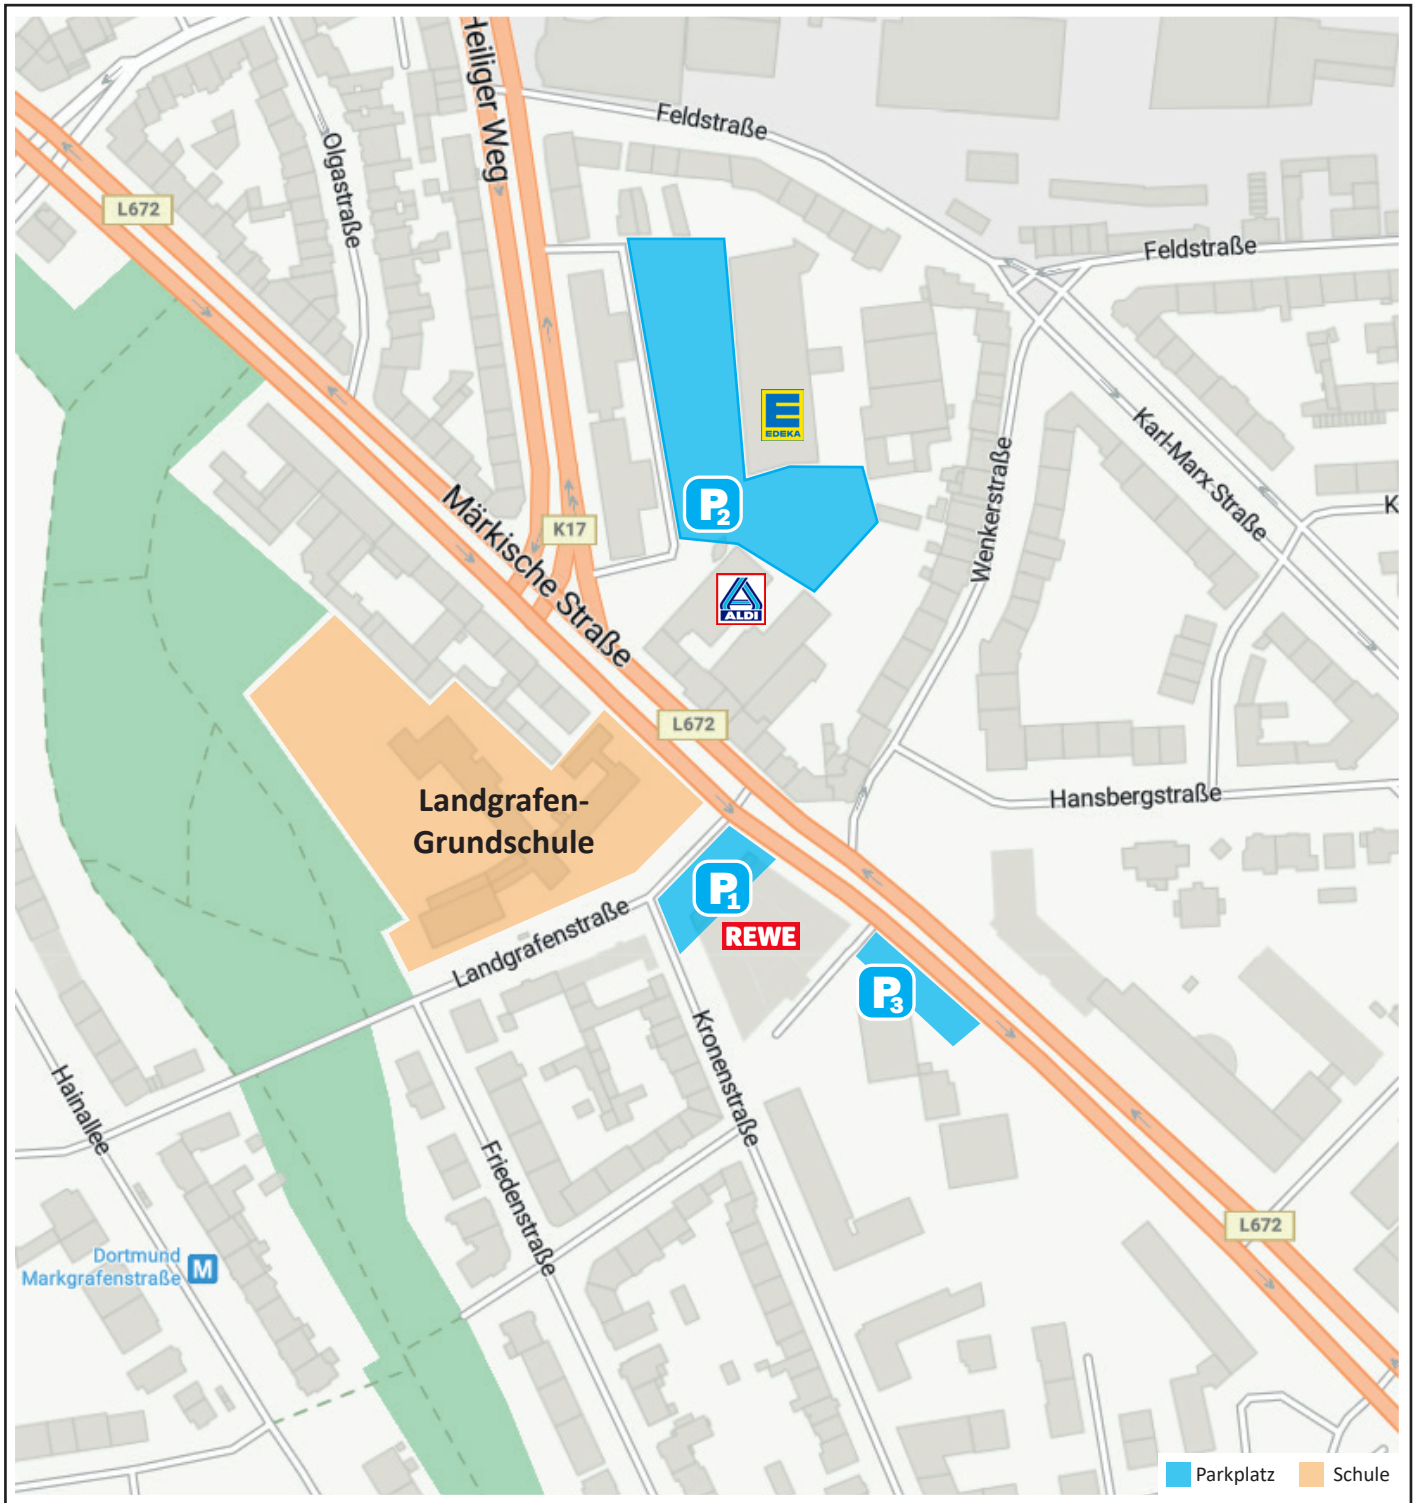 Heiliger Weg
Feldstraße
Olgastraße
L672
Feldstraße
EDEKA
Karl-Marx-Straße
Wenkerstraße
P2
K
Märkische Straße
K17
ALDI
L672
Landgrafen-
Grundschule
Hansbergstraße
P1
REWE
Landgrafenstraße
P3
Kronenstraße
Hainallee
Friedenstraße
L672
Dortmund
Markgrafenstraße
M
Parkplatz
Schule